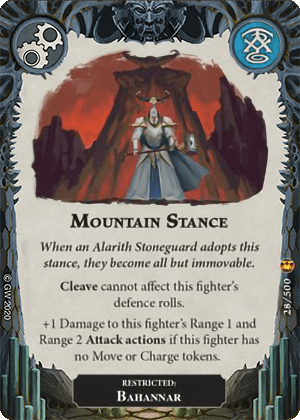 MOUNTAIN STANCE
When an Alarith Stoneguard adopts this
stance, they become all but immovable.
Cleave cannot affect this fighter's
defence rolls.
+1 Damage to this fighter's Range 1 and
Range 2 Attack actions if this fighter has
no Move or Charge tokens.
© GW 2020
28/500
RESTRICTED:
BAHANNAR